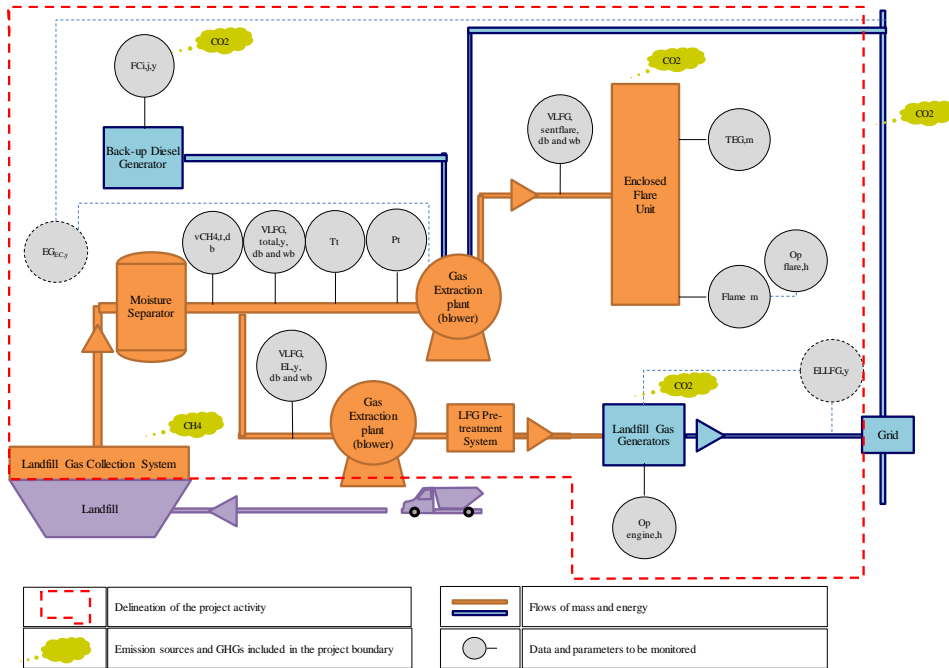 CO2
FCi,j,y
CO2
CO2
VLFG,
sentflare,
db and wb
TEG,m
Back-up Diesel
Generator
Enclosed
Flare
Unit
EGEC,y
vCH4,t,d
b
VLFG,
total,y,
db and wb
Tt
Pt
Op
flare,h
Gas
Extraction
plant
(blower)
Flame m
Moisture
Separator
VLFG,
EL,y,
db and wb
ELLFG,y
CO2
Gas
Extraction
plant
(blower)
LFG Pre-
treatment
System
Landfill Gas
Generators
Grid
CH4
Landfill Gas Collection System
Landfill
Op
engine,h
Delineation of the project activity
Flows of mass and energy
Emission sources and GHGs included in the project boundary
Data and parameters to be monitored